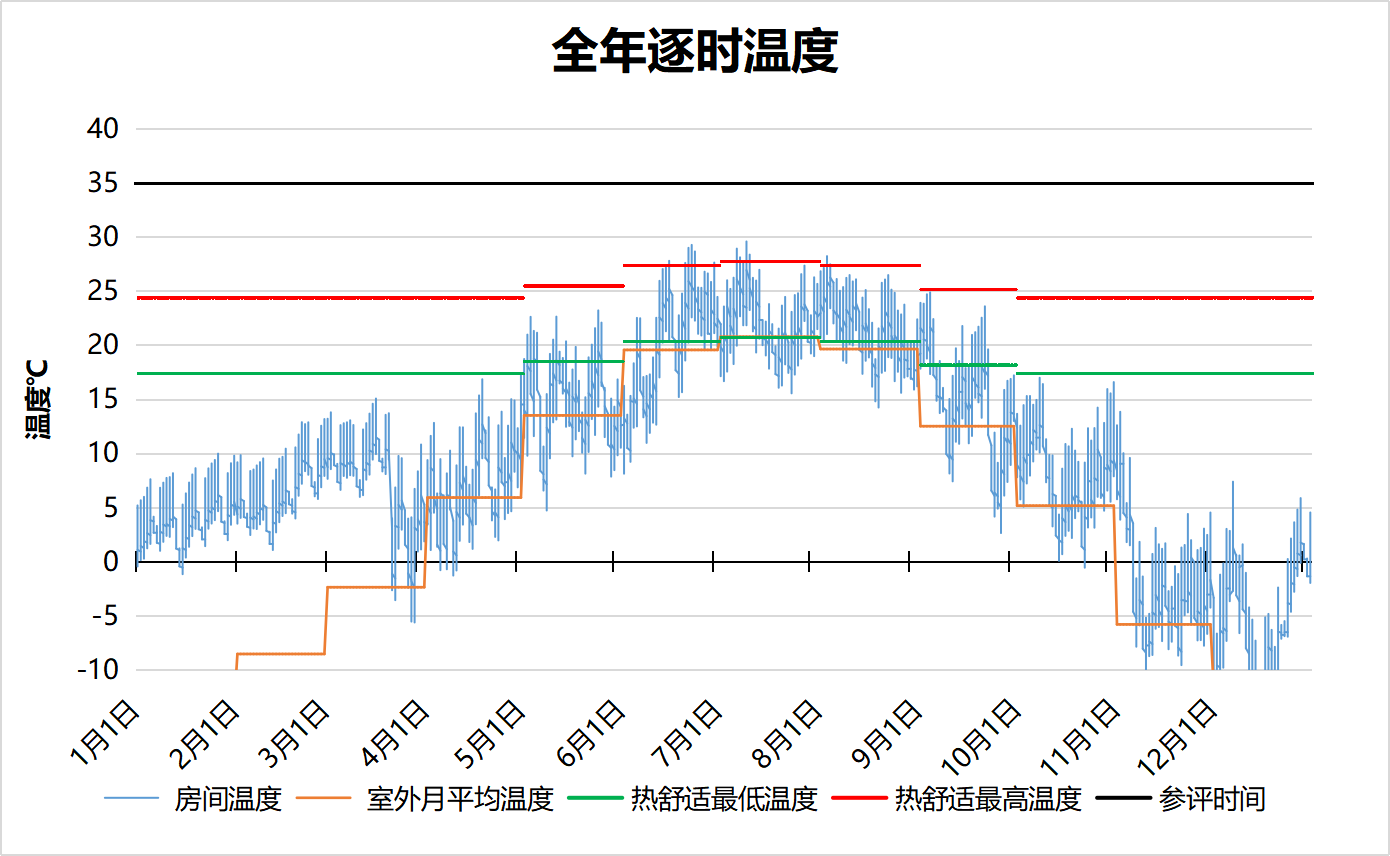 全年逐时温度
40
35
30
25
20
15
10
5
0
-5
-10
温度℃
1月1日
2月1日
3月1日
4月1日
5月1日
6月1日
7月1日
8月1日
9月1日
10月1日
11月1日
12月1日
房间温度 室外月平均温度 热舒适最低温度 热舒适最高温度 参评时间